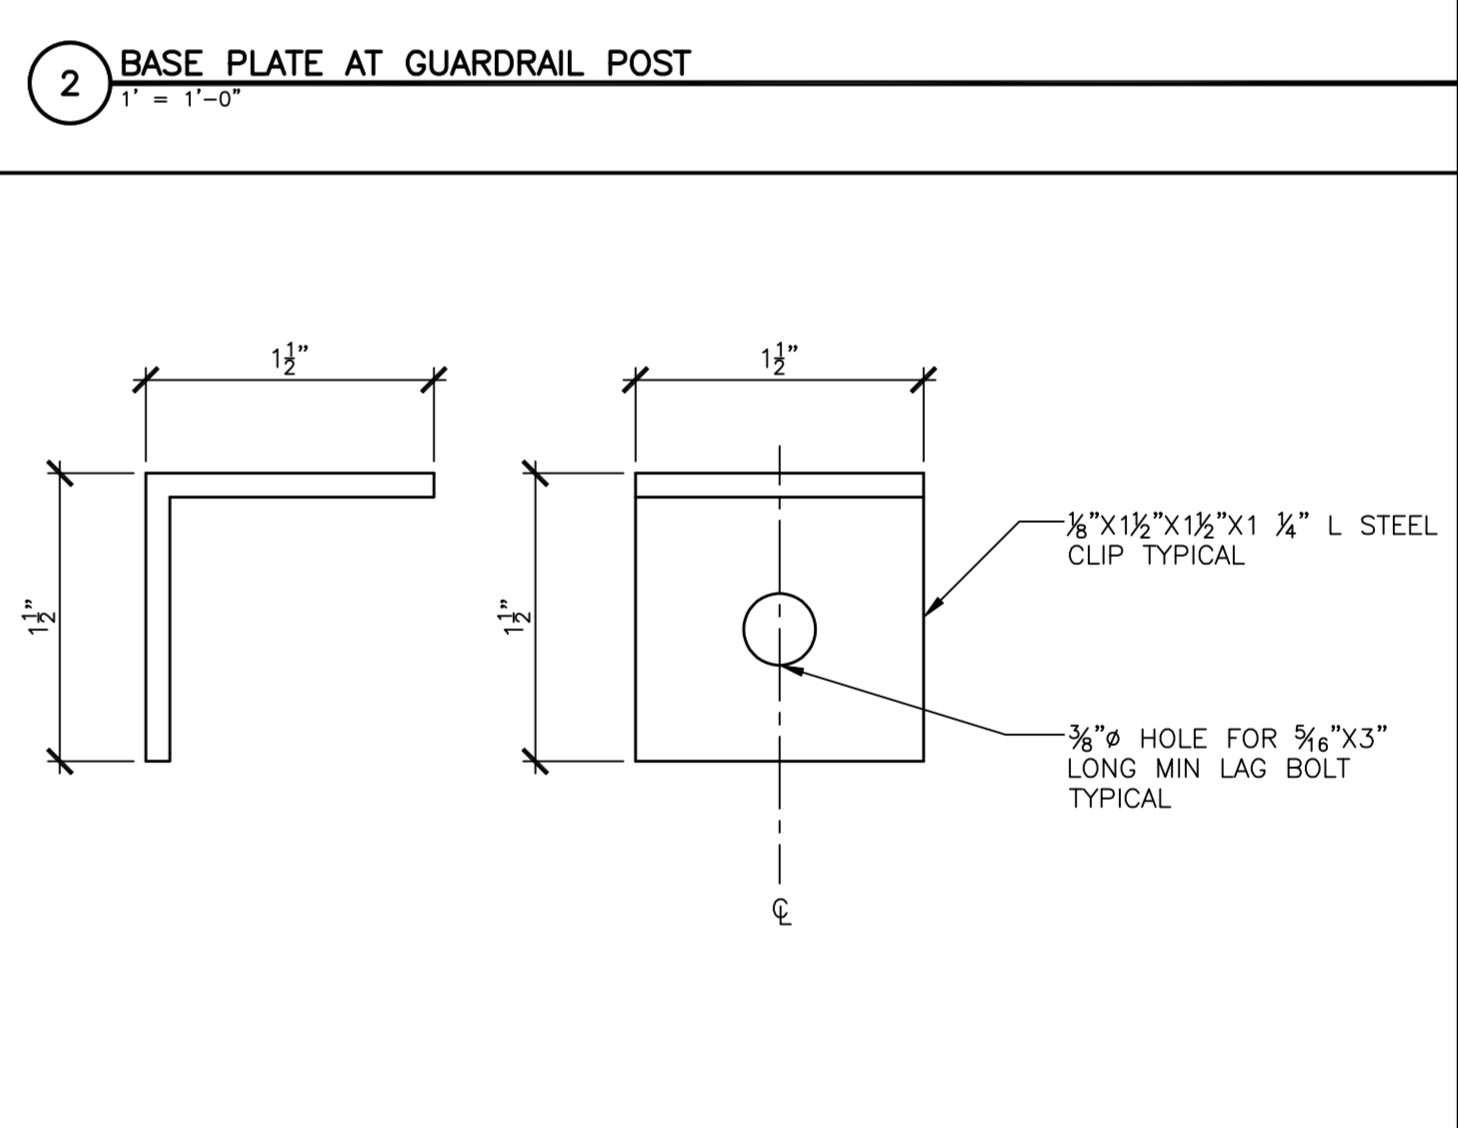 2
BASE PLATE AT GUARDRAIL POST
1' = 1'-0"
1½"
1½"
1½"
1½"
⅛"X1½"X1½"X1 ¼" L STEEL
CLIP TYPICAL
⅜"ø HOLE FOR 5⁄16"X3"
LONG MIN LAG BOLT
TYPICAL
℄